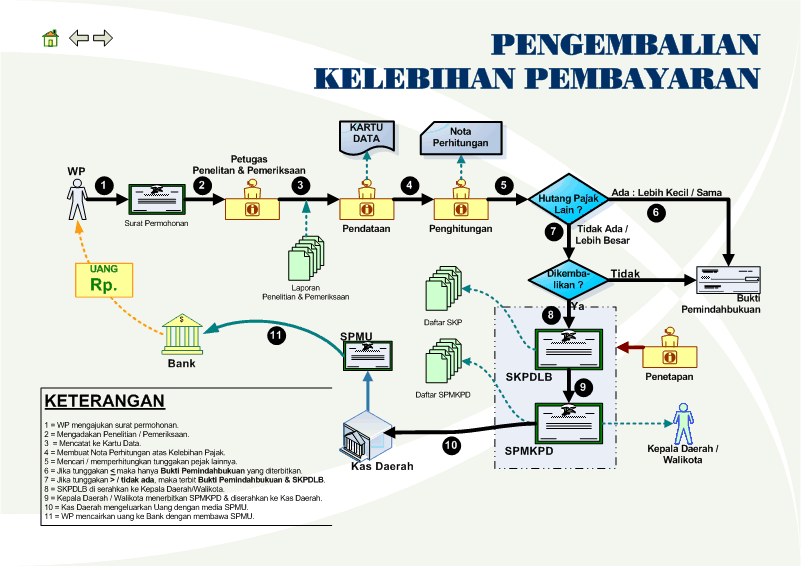 PENGEMBALIAN
KELEBIHAN PEMBAYARAN
KARTU
DATA
Nota
Perhitungan
Petugas
Penelitan & Pemeriksaan
WP
1
2
3
4
5
Surat Permohonan
Pendataan
Penghitungan
Hutang Pajak
Lain ?
Ada : Lebih Kecil / Sama
6
7
Tidak Ada /
Lebih Besar
Laporan
Penelitian & Pemeriksaan
UANG
Rp.
Dikemba-
likan ?
Tidak
Ya
Bukti
Pemindahbukuan
8
Daftar SKP
SKPDLB
Penetapan
9
Bank
11
SPMU
Daftar SPMKPD
SPMKPD
Kepala Daerah /
Walikota
10
Kas Daerah
KETERANGAN
1 = WP mengajukan surat permohonan.
2 = Mengadakan Penelitian / Pemeriksaan.
3 = Mencatat ke Kartu Data.
4 = Membuat Nota Perhitungan atas Kelebihan Pajak.
5 = Mencari / memperhitungkan tunggakan pejak lainnya.
6 = Jika tunggakan < maka hanya Bukti Pemindahbukuan yang diterbitkan.
7 = Jika tunggakan > / tidak ada, maka terbit Bukti Pemindahbukuan & SKPDLB.
8 = SKPDLB di serahkan ke Kepala Daerah/Walikota.
9 = Kepala Daerah / Walikota menerbitkan SPMKPD & diserahkan ke Kas Daerah.
10 = Kas Daerah mengeluarkan Uang dengan media SPMU.
11 = WP mencairkan uang ke Bank dengan membawa SPMU.